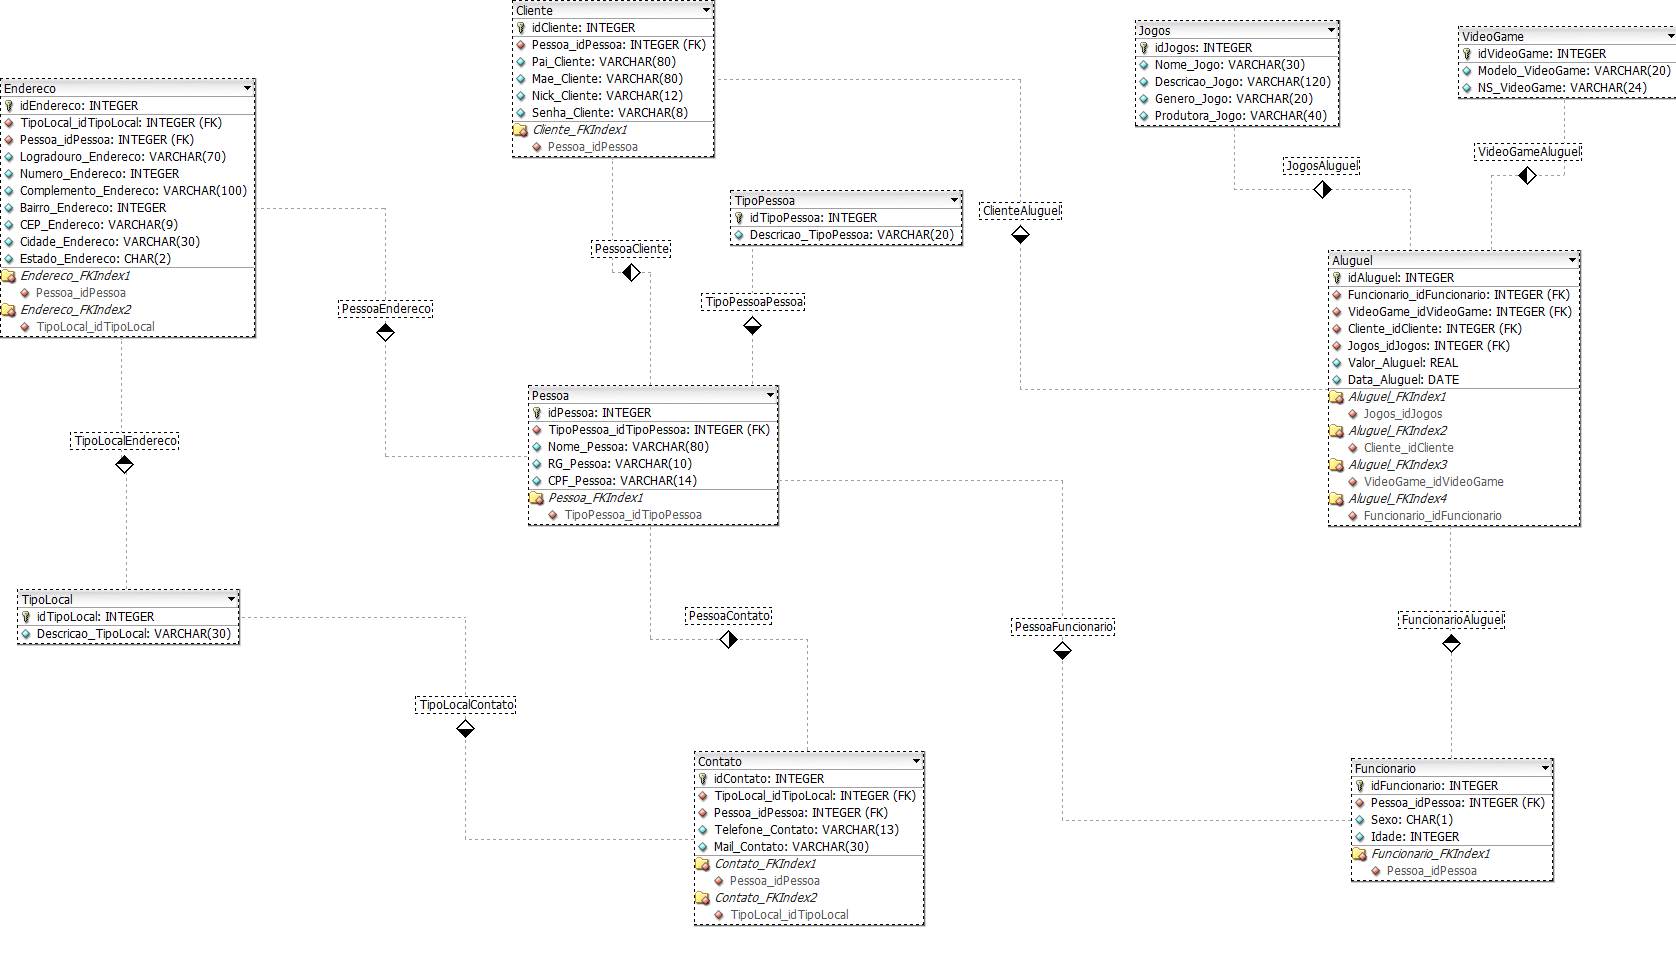 Cliente
idCliente: INTEGER
Pessoa_idPessoa: INTEGER (FK)
Pai_Cliente: VARCHAR(80)
Mae_Cliente: VARCHAR(80)
Nick_Cliente: VARCHAR(12)
Senha_Cliente: VARCHAR(8)
Cliente_FKIndex1
Pessoa_idPessoa
Jogos
idJogos: INTEGER
Nome_Jogo: VARCHAR(30)
Descricao_Jogo: VARCHAR(120)
Genero_Jogo: VARCHAR(20)
Produtora_Jogo: VARCHAR(40)
VideoGame
idVideoGame: INTEGER
Modelo_VideoGame: VARCHAR(20)
NS_VideoGame: VARCHAR(24)
Endereco
idEndereco: INTEGER
TipoLocal_idTipoLocal: INTEGER (FK)
Pessoa_idPessoa: INTEGER (FK)
Logradouro_Endereco: VARCHAR(70)
Numero_Endereco: INTEGER
Complemento_Endereco: VARCHAR(100)
Bairro_Endereco: INTEGER
CEP_Endereco: VARCHAR(9)
Cidade_Endereco: VARCHAR(30)
Estado_Endereco: CHAR(2)
Endereco_FKIndex1
Pessoa_idPessoa
Endereco_FKIndex2
TipoLocal_idTipoLocal
VideoGameAluguel
JogosAluguel
TipoPessoa
idTipoPessoa: INTEGER
Descricao_TipoPessoa: VARCHAR(20)
ClienteAluguel
PessoaCliente
TipoPessoaPessoa
PessoaEndereco
Aluguel
idAluguel: INTEGER
Funcionario_idFuncionario: INTEGER (FK)
VideoGame_idVideoGame: INTEGER (FK)
Cliente_idCliente: INTEGER (FK)
Jogos_idJogos: INTEGER (FK)
Valor_Aluguel: REAL
Data_Aluguel: DATE
Aluguel_FKIndex1
Jogos_idJogos
Aluguel_FKIndex2
Cliente_idCliente
Aluguel_FKIndex3
VideoGame_idVideoGame
Aluguel_FKIndex4
Funcionario_idFuncionario
Pessoa
idPessoa: INTEGER
TipoPessoa_idTipoPessoa: INTEGER (FK)
Nome_Pessoa: VARCHAR(80)
RG_Pessoa: VARCHAR(10)
CPF_Pessoa: VARCHAR(14)
Pessoa_FKIndex1
TipoPessoa_idTipoPessoa
TipoLocalEndereco
TipoLocal
idTipoLocal: INTEGER
Descricao_TipoLocal: VARCHAR(30)
PessoaContato
PessoaFuncionario
FuncionarioAluguel
TipoLocalContato
Contato
idContato: INTEGER
TipoLocal_idTipoLocal: INTEGER (FK)
Pessoa_idPessoa: INTEGER (FK)
Telefone_Contato: VARCHAR(13)
Mail_Contato: VARCHAR(30)
Contato_FKIndex1
Pessoa_idPessoa
Contato_FKIndex2
TipoLocal_idTipoLocal
Funcionario
idFuncionario: INTEGER
Pessoa_idPessoa: INTEGER (FK)
Sexo: CHAR(1)
Idade: INTEGER
Funcionario_FKIndex1
Pessoa_idPessoa